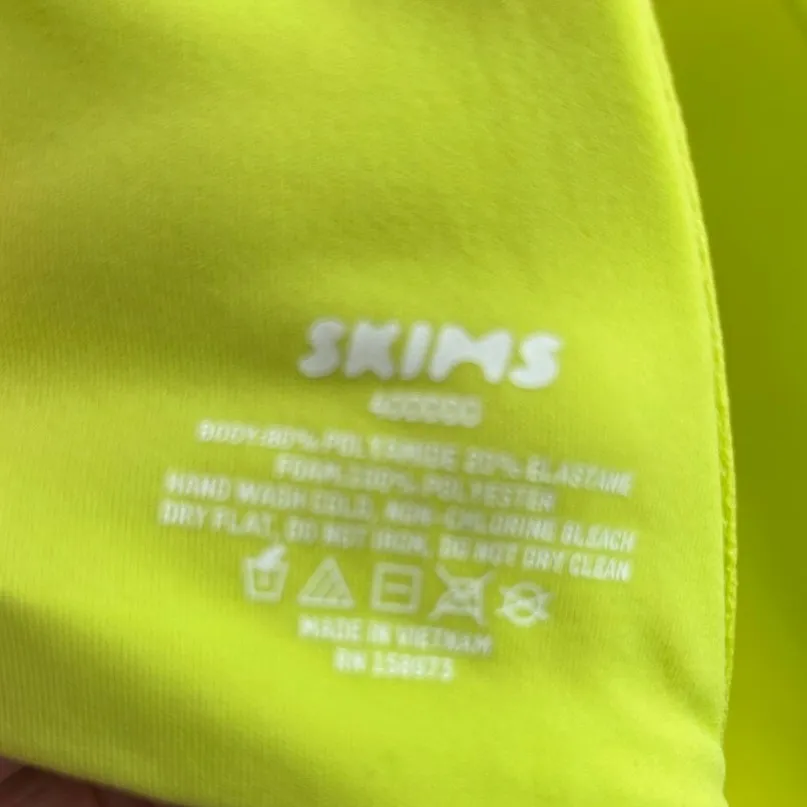 SKIMS
BODY:80% POLYAMIDE 20% ELASTANE
FOAM:100% POLYESTER
HAND WASH COLD, NON-CHLORINE BLEACH
DRY FLAT, DO NOT IRON, DO NOT DRY CLEAN
MADE IN VIETNAM
RN 158973